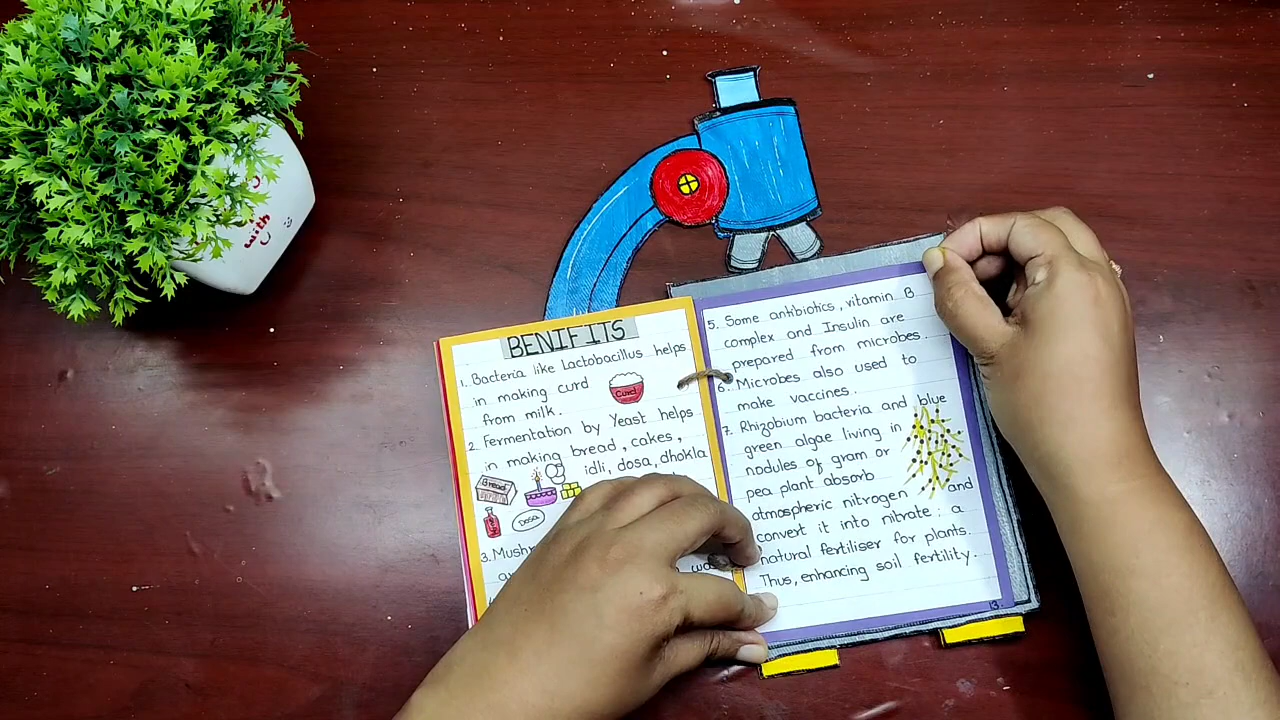 with
BENIFITS
1. Bacteria like Lactobacillus helps
in making curd
from milk.
Curd
2. Fermentation by Yeast helps
in making bread, cakes,
idli, dosa, dhokla
Bread
Dosa
3. Mushr
wa
5. Some antibiotics, vitamin B
complex and Insulin are
prepared from microbes.
6. Microbes also used to
make vaccines.
7. Rhizobium bacteria and blue
green algae living in
nodules of gram or
pea plant absorb
atmospheric nitrogen and
convert it into nitrate : a
natural fertiliser for plants.
Thus, enhancing soil fertility.
13.